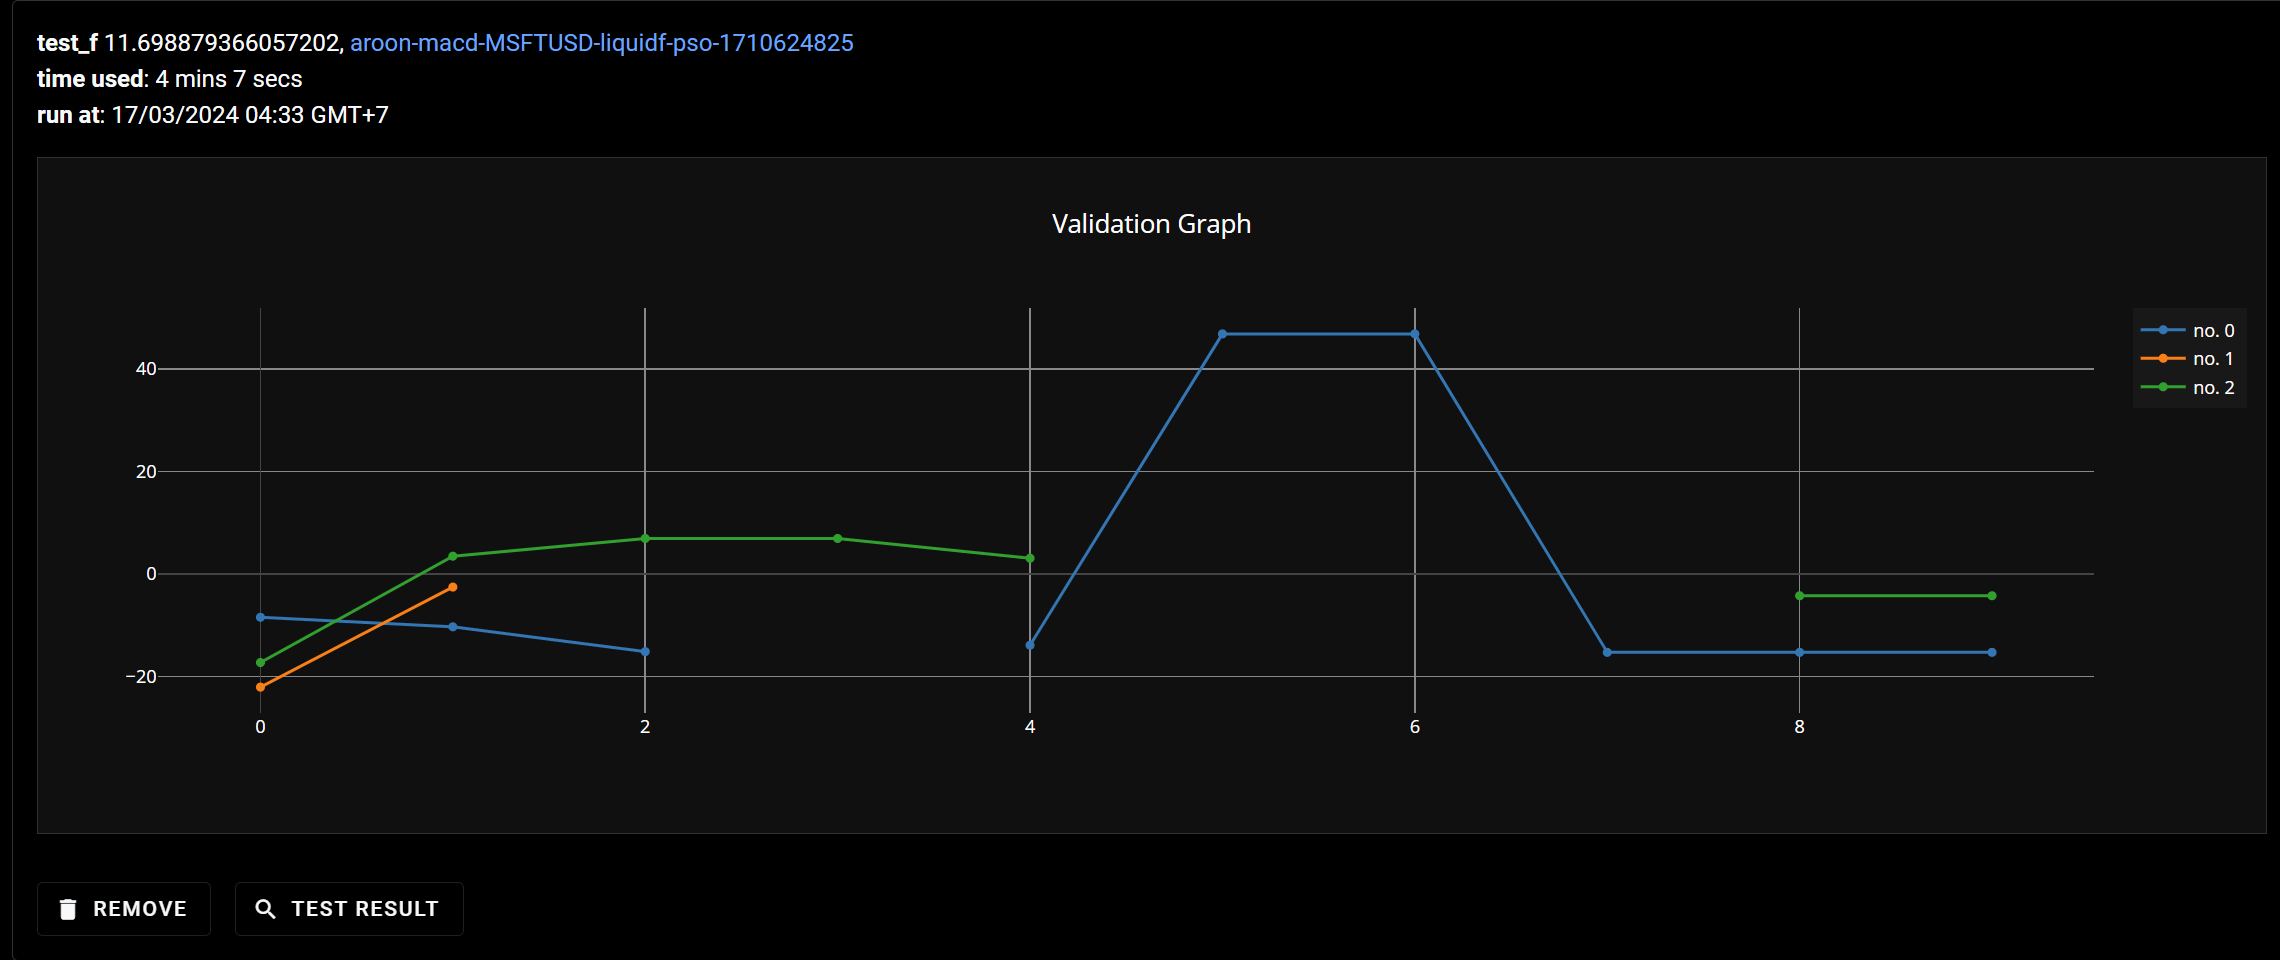 test_f 11.698879366057202, aroon-macd-MSFTUSD-liquidf-pso-1710624825
time used: 4 mins 7 secs
run at: 17/03/2024 04:33 GMT+7
Validation Graph
40
20
0
−20
0
2
4
6
8
no. 0
no. 1
no. 2
REMOVE
TEST RESULT